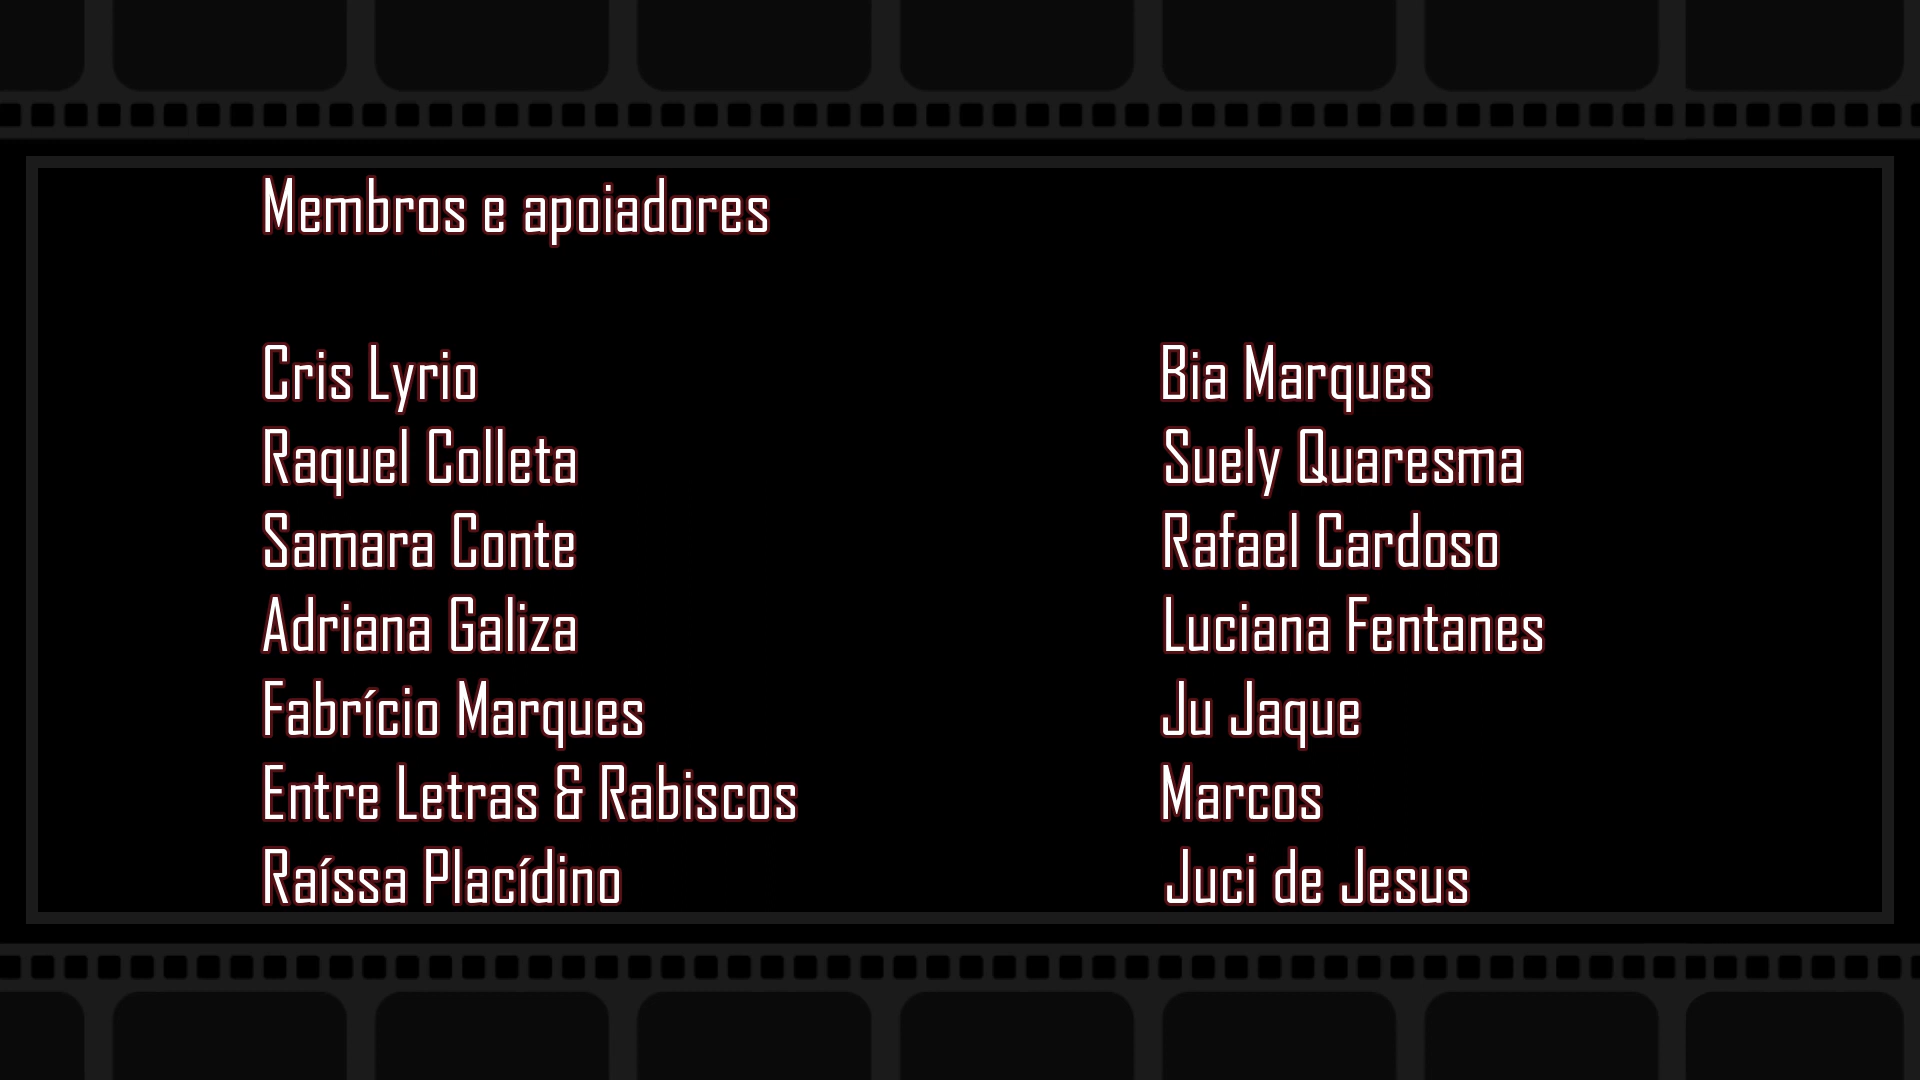 Membros e apoiadores
Cris Lyrio
Raquel Colleta
Samara Conte
Adriana Galiza
Fabrício Marques
Entre Letras & Rabiscos
Raíssa Placídino
Bia Marques
Suely Quaresma
Rafael Cardoso
Luciana Fentanes
Ju Jaque
Marcos
Juci de Jesus